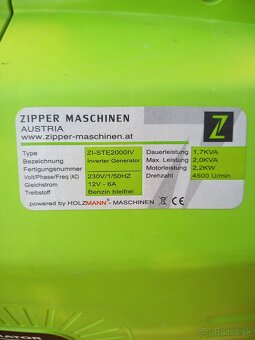 ZIPPER MASCHINEN
AUSTRIA
www.zipper-maschinen.at
Z
Type ZI-STE2000IV Dauerleistung 1,7KVA
Bezeichnung Inverter Generator Max. Leistung 2,0KVA
Fertigungsnummer Motorleistung 2,2KW
Volt/Phase/Freq (AC) 230V/1/50HZ Drehzahl 4500 U/min
Gleichstrom 12V - 6A
Treibstoff Benzin bleifrei
powered by HOLZMANN-MASCHINEN
RATOR
bazos.sk